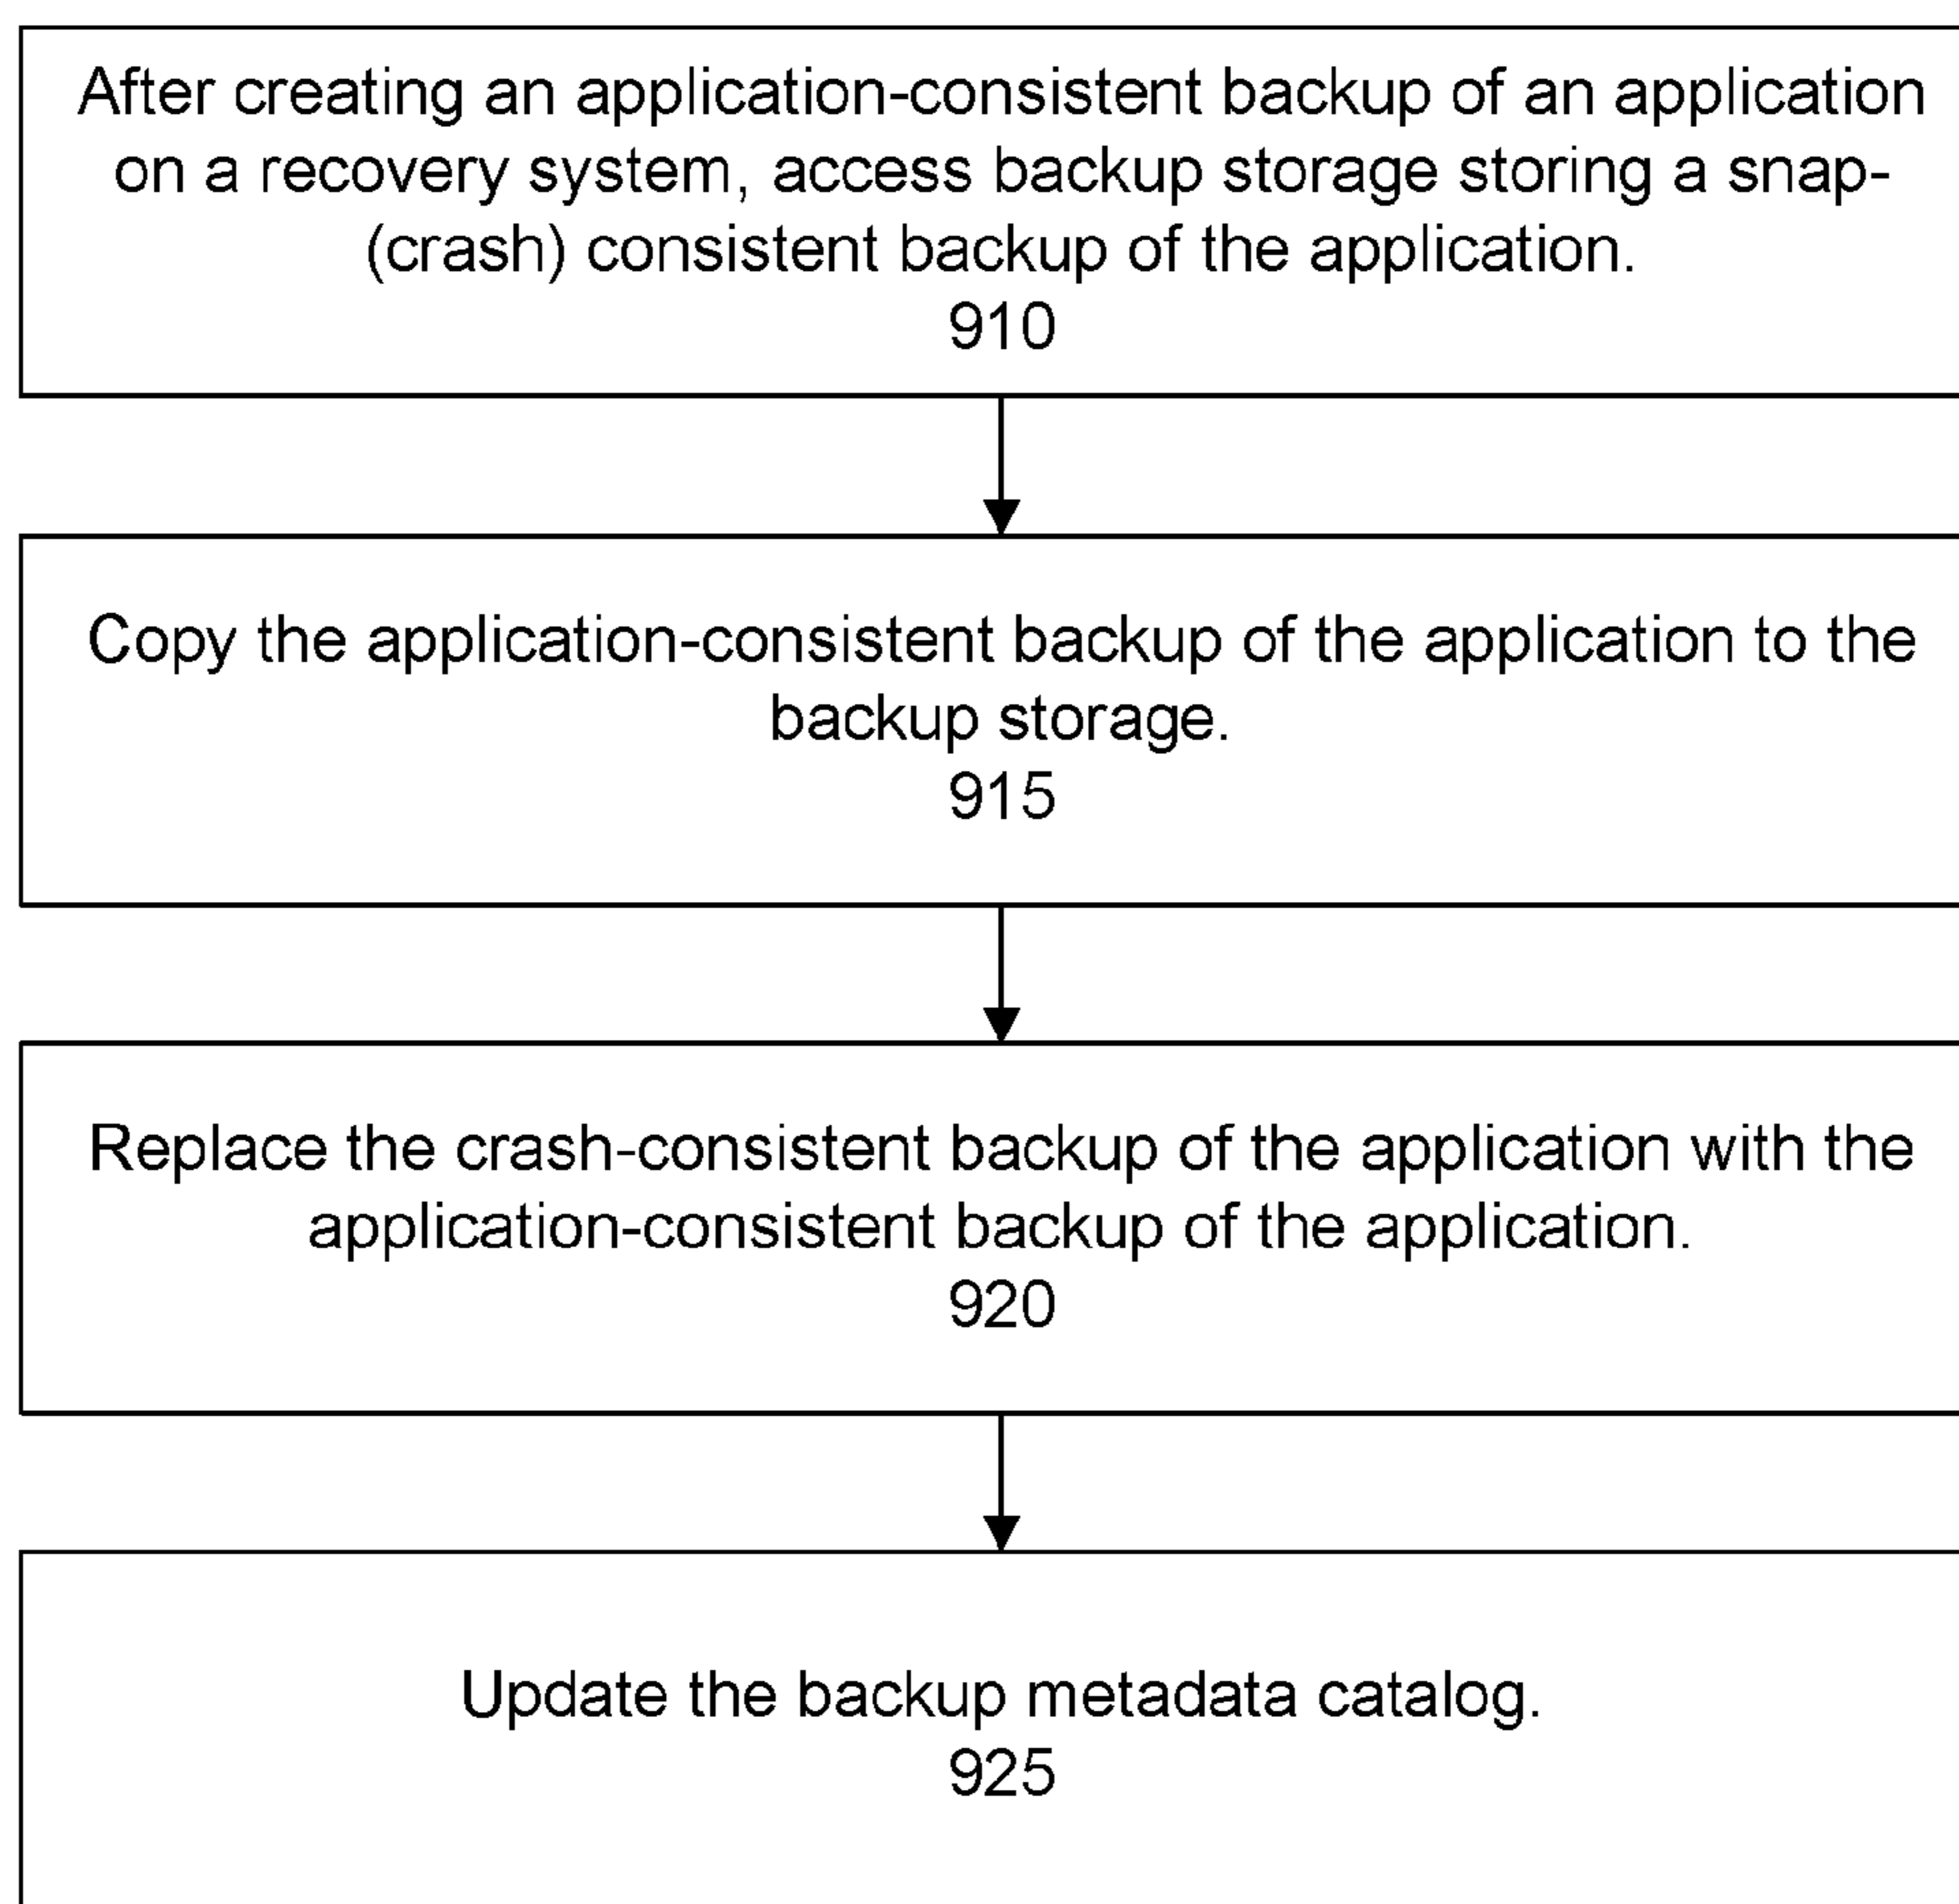 After creating an application-consistent backup of an application
on a recovery system, access backup storage storing a snap-
(crash) consistent backup of the application.
910
Copy the application-consistent backup of the application to the
backup storage.
915
Replace the crash-consistent backup of the application with the
application-consistent backup of the application.
920
Update the backup metadata catalog.
925